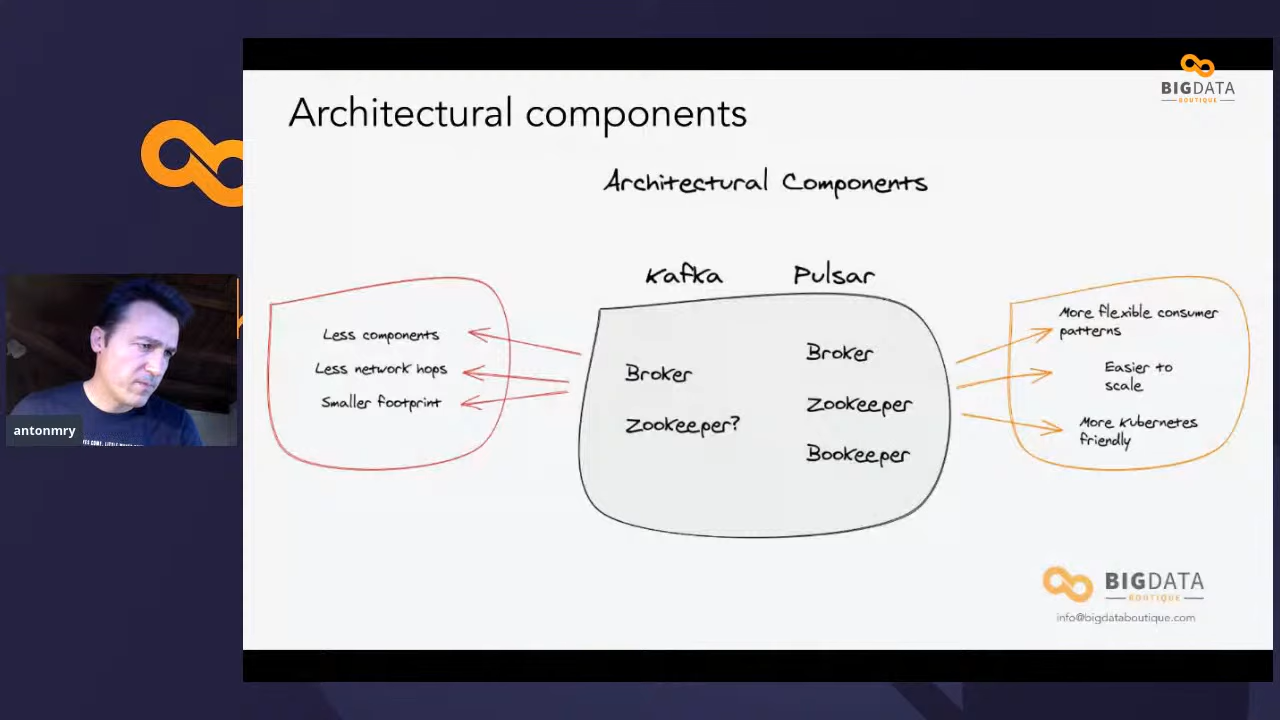 BIGDATA
BOUTIQUE
Architectural components
Architectural Components
Kafka
Pulsar
Less components
Less network hops
Smaller footprint
Broker
Zookeeper?
Broker
Zookeeper
Bookeeper
More flexible consumer
patterns
Easier to
scale
More Kubernetes
friendly
antonmry
BIGDATA
BOUTIQUE
info@bigdataboutique.com